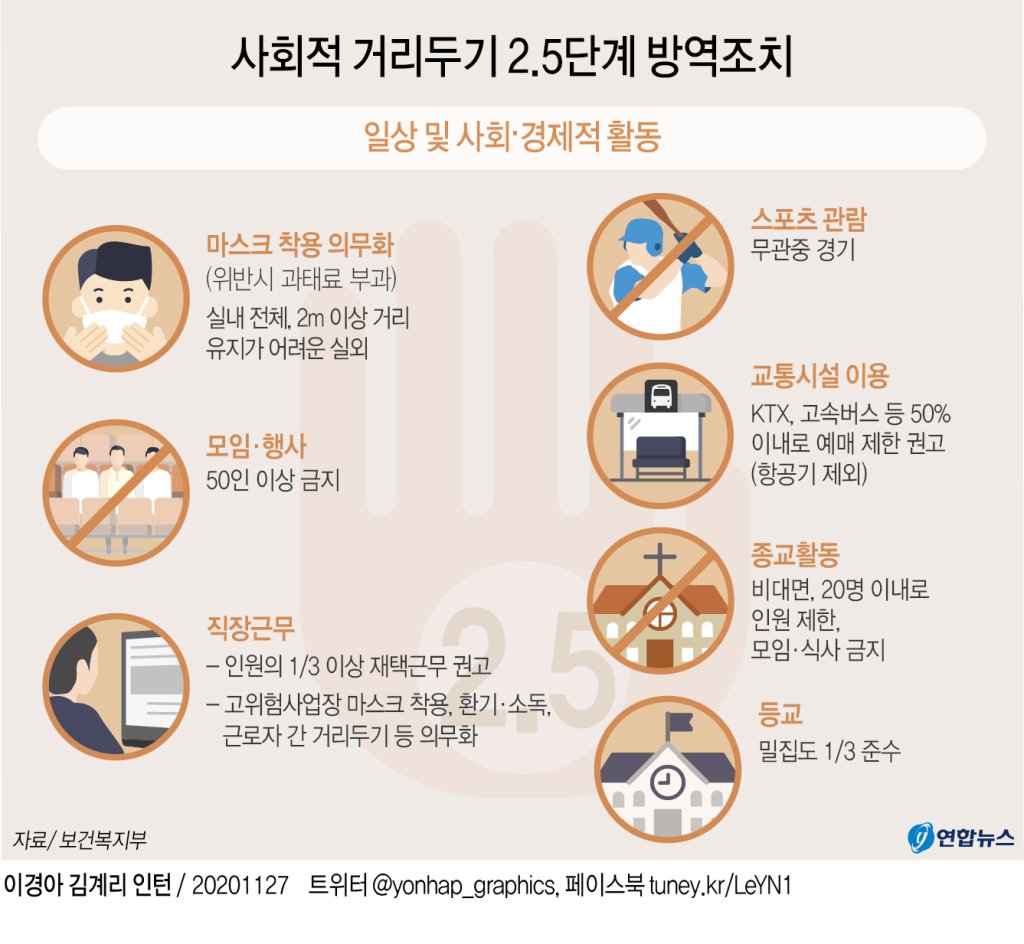 사회적 거리두기 2.5단계 방역조치
일상 및 사회·경제적 활동
마스크 착용 의무화
(위반시 과태료 부과)
실내 전체, 2m 이상 거리
유지가 어려운 실외
모임·행사
50인 이상 금지
직장근무
– 인원의 1/3 이상 재택근무 권고
– 고위험사업장 마스크 착용, 환기·소독,
근로자 간 거리두기 등 의무화
스포츠 관람
무관중 경기
교통시설 이용
KTX, 고속버스 등 50%
이내로 예매 제한 권고
(항공기 제외)
종교활동
비대면, 20명 이내로
인원 제한,
모임·식사 금지
등교
밀집도 1/3 준수
2.5
자료/ 보건복지부
연합뉴스
이경아 김계리 인턴 / 20201127 트위터 @yonhap_graphics, 페이스북 tuney.kr/LeYN1